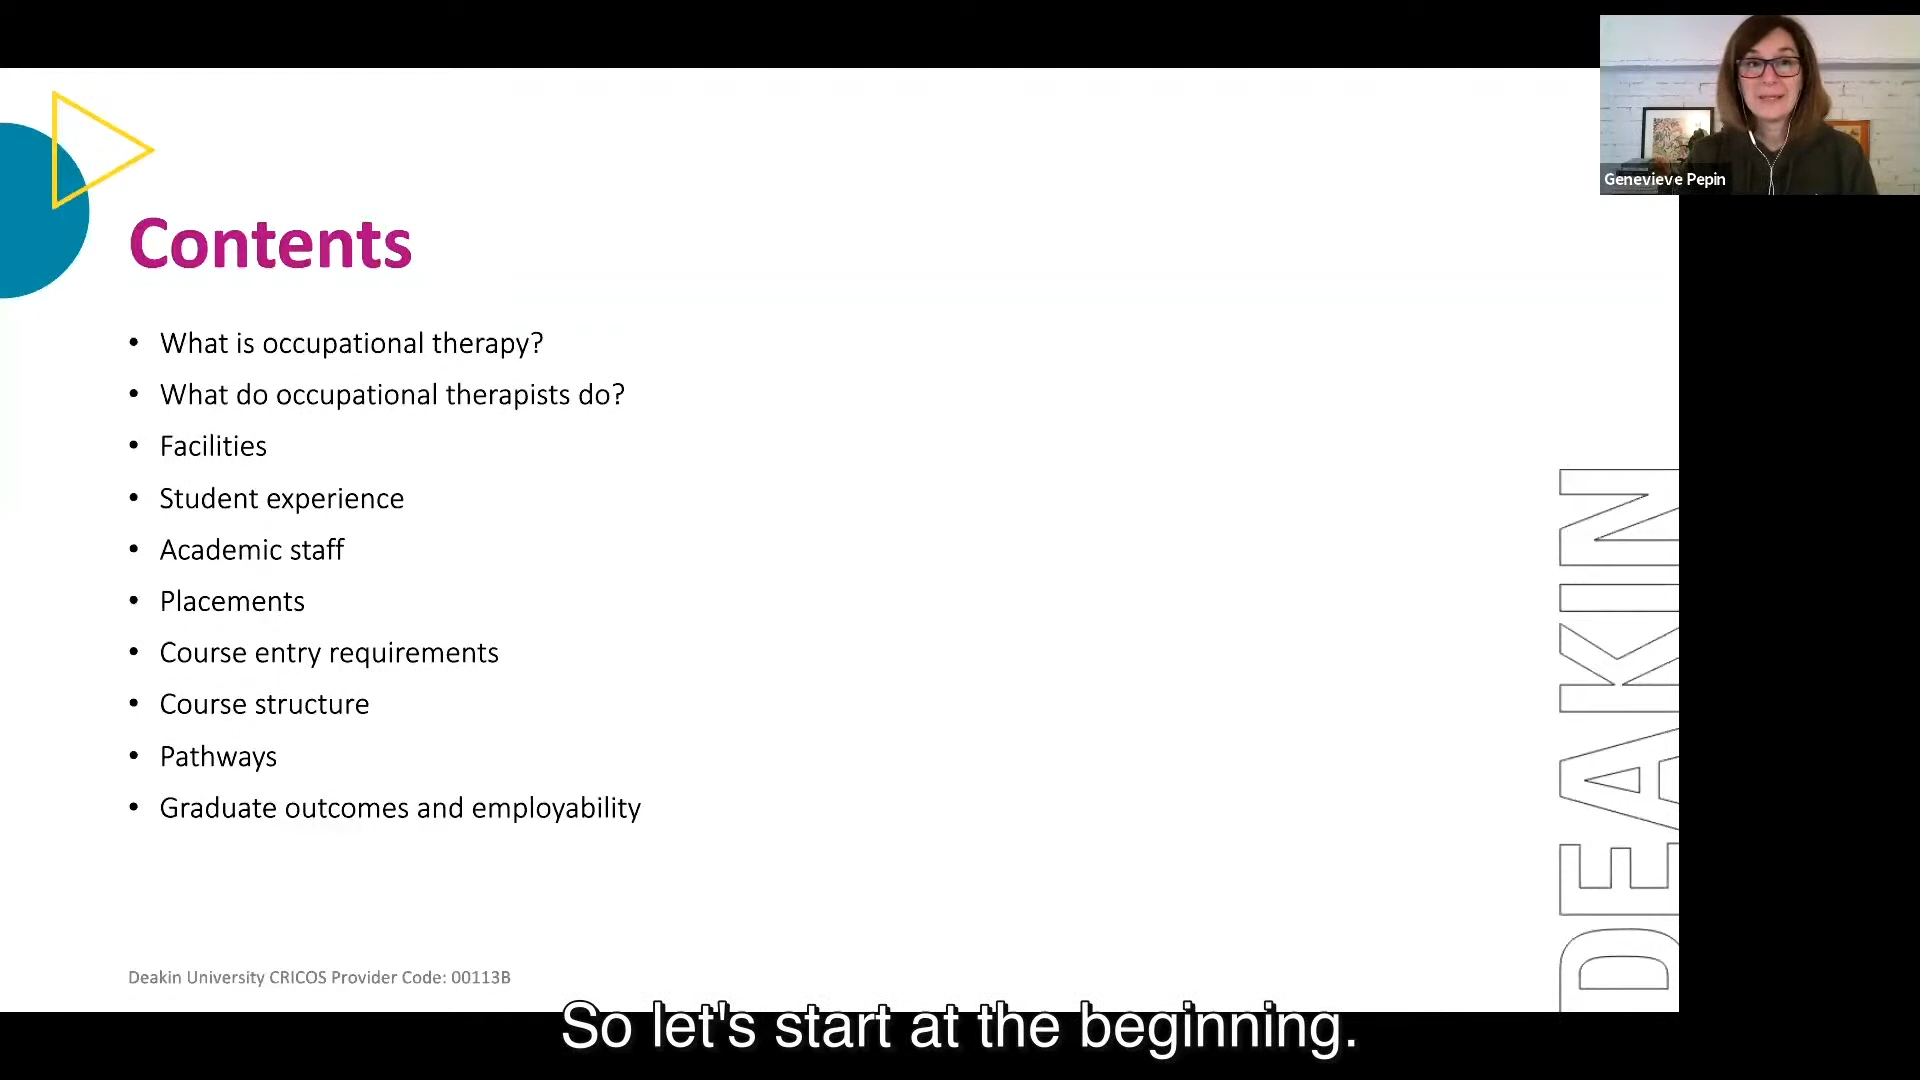 Genevieve Pepin
Contents
• What is occupational therapy?
• What do occupational therapists do?
• Facilities
• Student experience
• Academic staff
• Placements
• Course entry requirements
• Course structure
• Pathways
• Graduate outcomes and employability
DEAKIN
Deakin University CRICOS Provider Code: 00113B
So let's start at the beginning.